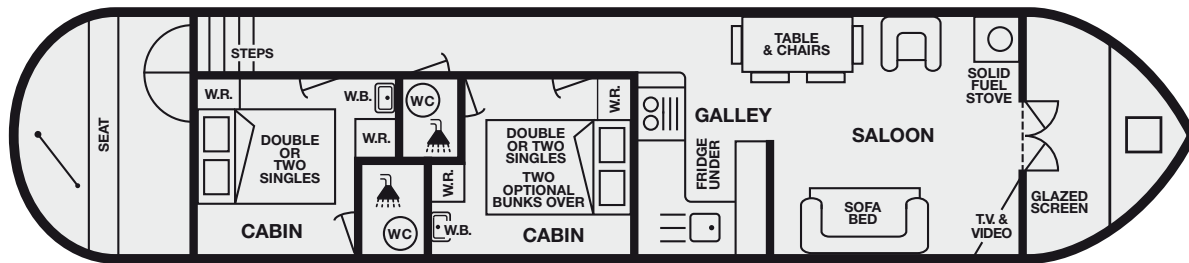 SEAT
STEPS
W.R.
DOUBLE
OR
TWO
SINGLES
CABIN
W.B.
W.R.
WC
WC
W.R.
W.B.
DOUBLE
OR TWO
SINGLES
TWO
OPTIONAL
BUNKS OVER
W.R.
CABIN
GALLEY
FRIDGE
UNDER
TABLE
& CHAIRS
SALOON
SOFA
BED
SOLID
FUEL
STOVE
T.V. &
VIDEO
GLAZED
SCREEN